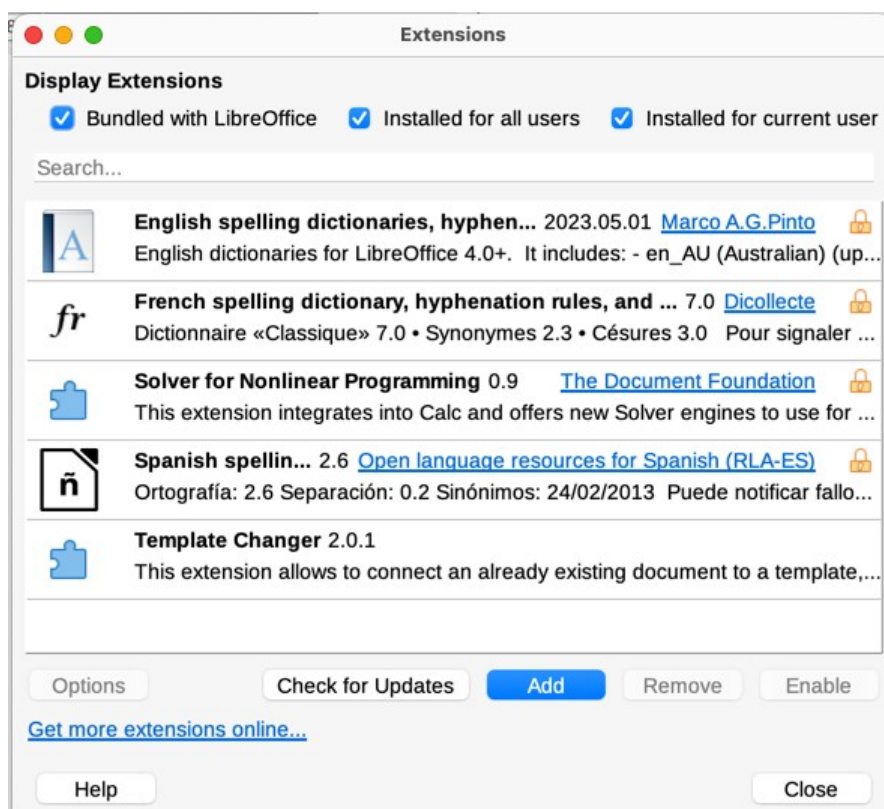 Extensions
Display Extensions
Bundled with LibreOffice Installed for all users Installed for current user
Search...
A English spelling dictionaries, hyphen... 2023.05.01 Marco A.G.Pinto
English dictionaries for LibreOffice 4.0+. It includes: - en_AU (Australian) (up...
fr French spelling dictionary, hyphenation rules, and ... 7.0 Dicollecte
Dictionnaire «Classique» 7.0 • Synonymes 2.3 • Césures 3.0 Pour signaler ...
Solver for Nonlinear Programming 0.9 The Document Foundation
This extension integrates into Calc and offers new Solver engines to use for ...
ñ Spanish spellin... 2.6 Open language resources for Spanish (RLA-ES)
Ortografía: 2.6 Separación: 0.2 Sinónimos: 24/02/2013 Puede notificar fallo...
Template Changer 2.0.1
This extension allows to connect an already existing document to a template,...
Options Check for Updates Add Remove Enable
Get more extensions online...
Help Close